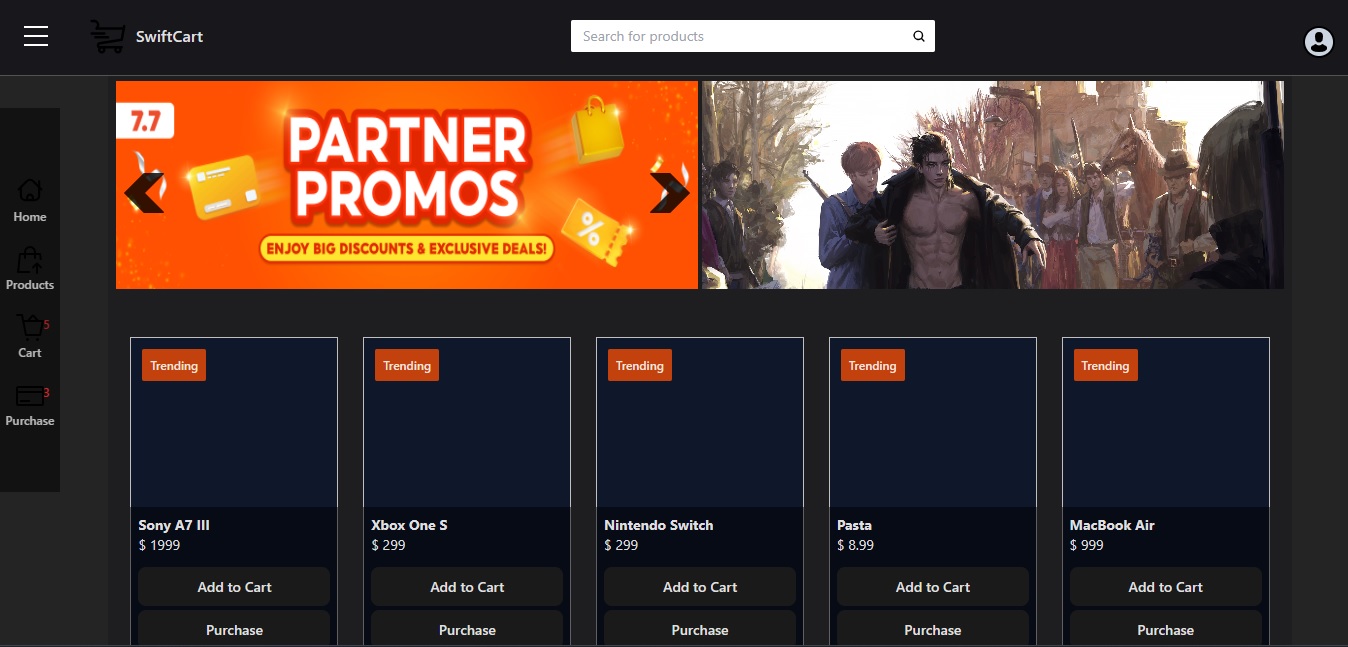 SwiftCart
Search for products
7.7
PARTNER
PROMOS
ENJOY BIG DISCOUNTS & EXCLUSIVE DEALS!
%
Home
Products
5
Cart
3
Purchase
Trending
Trending
Trending
Trending
Trending
Sony A7 III
$ 1999
Add to Cart
Purchase
Xbox One S
$ 299
Add to Cart
Purchase
Nintendo Switch
$ 299
Add to Cart
Purchase
Pasta
$ 8.99
Add to Cart
Purchase
MacBook Air
$ 999
Add to Cart
Purchase